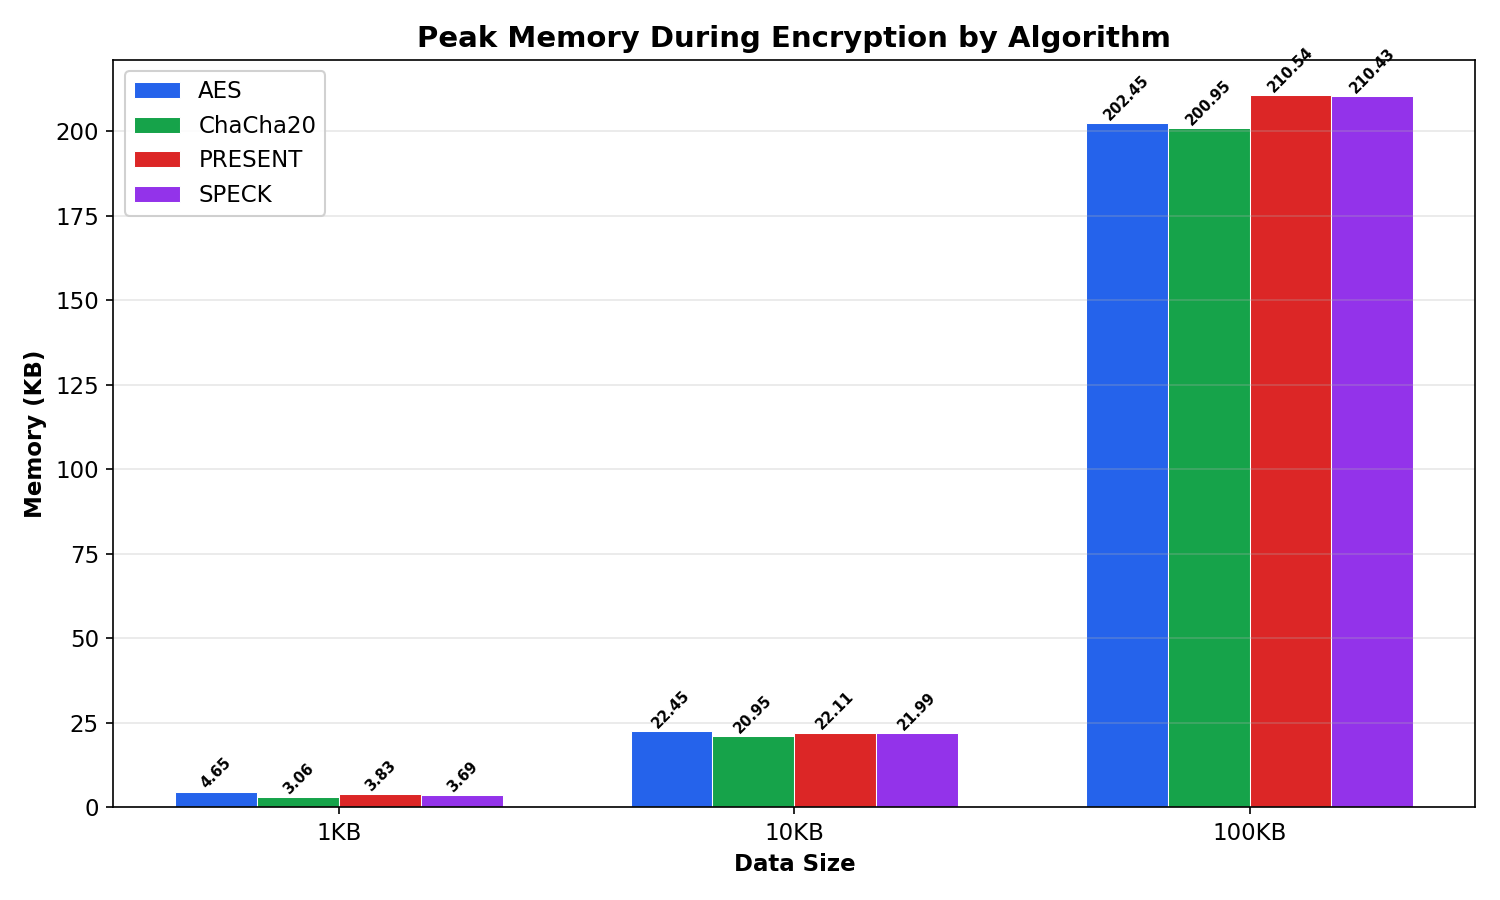 Peak Memory During Encryption by Algorithm
AES
ChaCha20
PRESENT
SPECK
Memory (KB)
200
175
150
125
100
75
50
25
0
4.65
3.06
3.83
3.69
22.45
20.95
22.11
21.99
202.45
200.95
210.54
210.43
1KB
10KB
100KB
Data Size